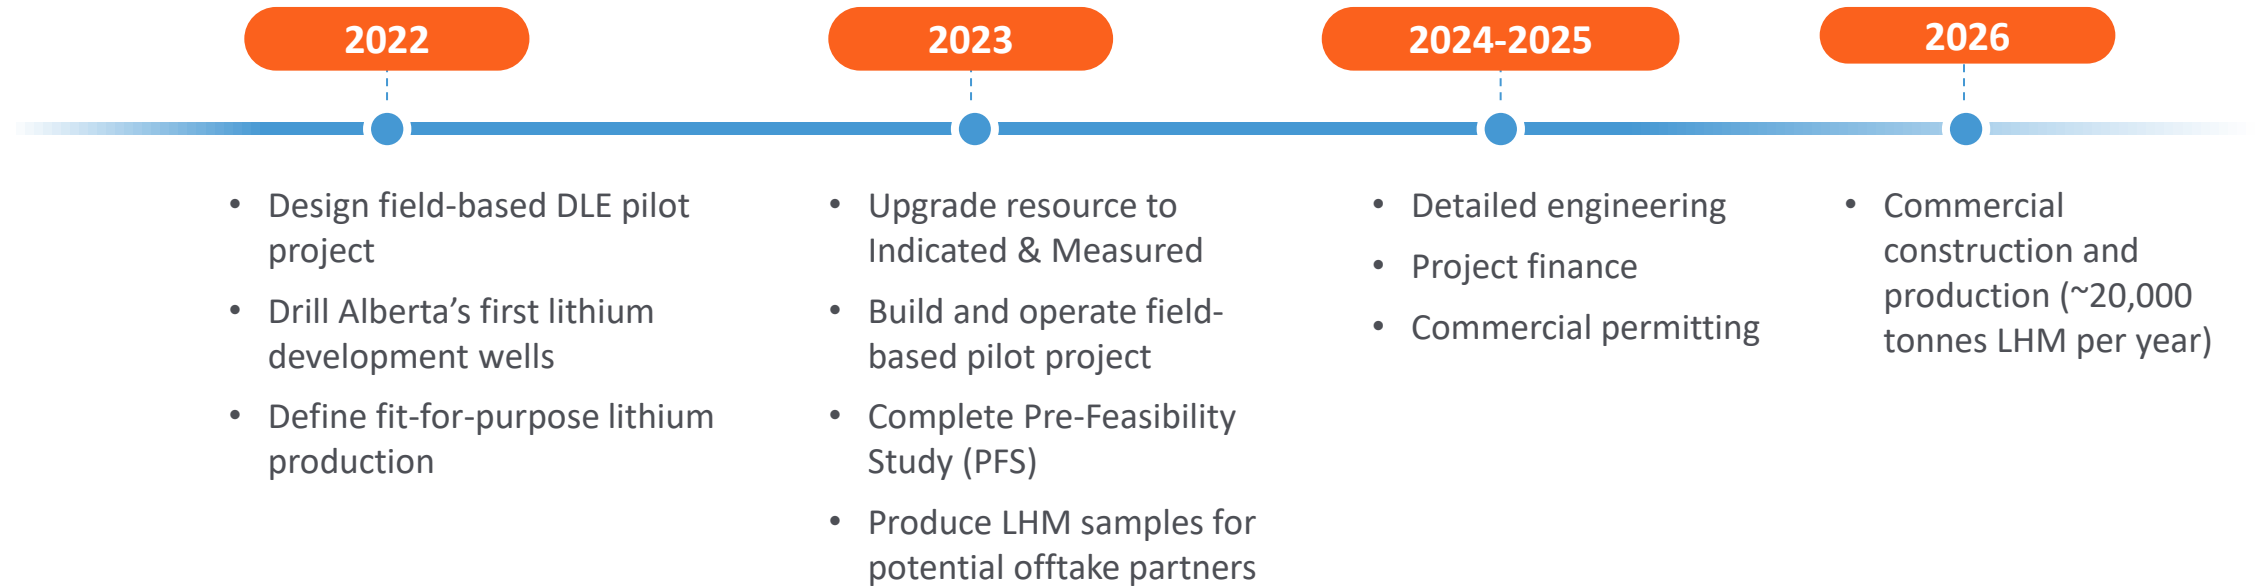 2022
• Design field-based DLE pilot
project
• Drill Alberta’s first lithium
development wells
• Define fit-for-purpose lithium
production
2023
• Upgrade resource to
Indicated & Measured
• Build and operate field-
based pilot project
• Complete Pre-Feasibility
Study (PFS)
• Produce LHM samples for
potential offtake partners
2024-2025
• Detailed engineering
• Project finance
• Commercial permitting
2026
• Commercial
construction and
production (~20,000
tonnes LHM per year)